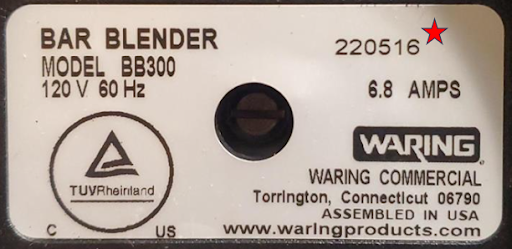 BAR BLENDER
MODEL BB300
120 V 60 Hz
220516
6.8 AMPS
TUVRheinland
C US
WARING
WARING COMMERCIAL
Torrington, Connecticut 06790
ASSEMBLED IN USA
www.waringproducts.com